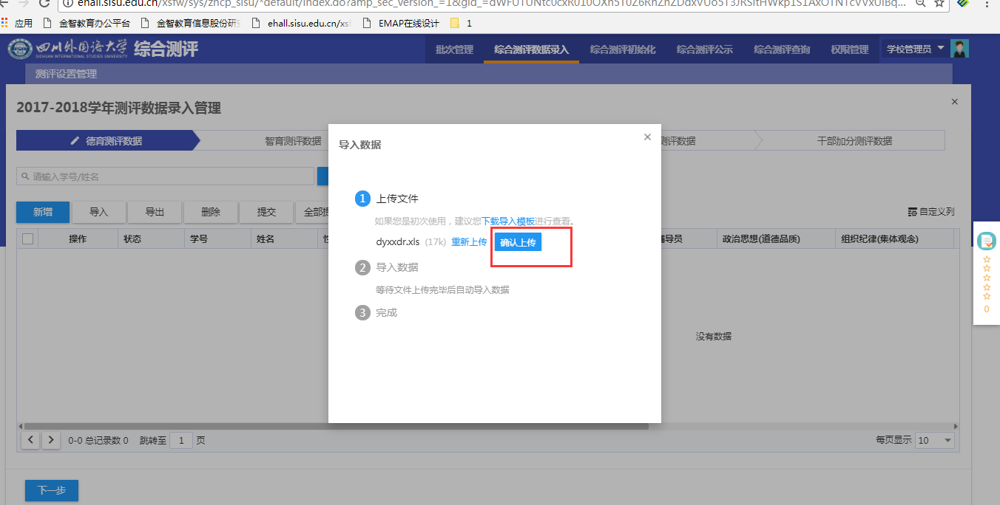 ehall.sisu.edu.cn/xsfw/sys/zhcp_sisu/*default/index.do?amp_sec_version_=1&gid_=
应用 金智教育办公平台 金智教育信息股份研 ehall.sisu.edu.cn/xs EMAP在线设计 1
四川外国语大学 综合测评 批次管理 综合测评数据录入 综合测评初始化 综合测评公示 综合测评查询 权限管理 学校管理员
SICHUAN INTERNATIONAL STUDIES UNIVERSITY
测评设置管理
2017-2018学年测评数据录入管理
德育测评数据 智育测评数据 测评数据 干部加分测评数据
导入数据
请输入学号/姓名
1 上传文件
新增 导入 导出 删除 提交 全部提 自定义列
如果您是初次使用，建议您下载导入模板进行查看。
操作 状态 学号 姓名 导员 政治思想(道德品质) 组织纪律(集体观念)
dyxxdr.xls (17k) 重新上传 确认上传
2 导入数据
等待文件上传完毕后自动导入数据
0
3 完成
没有数据
0-0 总记录数 0 跳转至 1 页 每页显示 10
下一步